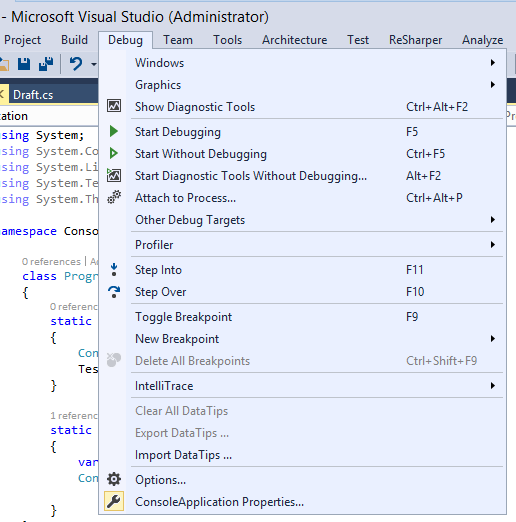 - Microsoft Visual Studio (Administrator)
Project Build Debug Team Tools Architecture Test ReSharper Analyze
Draft.cs
Windows
Graphics
Show Diagnostic Tools Ctrl+Alt+F2
Start Debugging F5
Start Without Debugging Ctrl+F5
Start Diagnostic Tools Without Debugging... Alt+F2
Attach to Process... Ctrl+Alt+P
Other Debug Targets
Profiler
Step Into F11
Step Over F10
Toggle Breakpoint F9
New Breakpoint
Delete All Breakpoints Ctrl+Shift+F9
IntelliTrace
Clear All DataTips
Export DataTips ...
Import DataTips ...
Options...
ConsoleApplication Properties...
cation
sing System;
sing System.Co
sing System.Li
sing System.Te
sing System.Th
namespace Conso
0 references | A
class Progr
{
0 referenc
static
{
Con
Tes
}
1 reference
static
{
var
Con
}